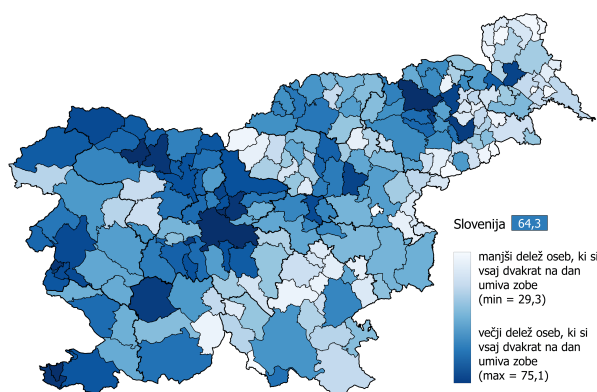 Slovenija 64,3
manjši delež oseb, ki si
vsaj dvakrat na dan
umiva zobe
(min = 29,3)
večji delež oseb, ki si
vsaj dvakrat na dan
umiva zobe
(max = 75,1)